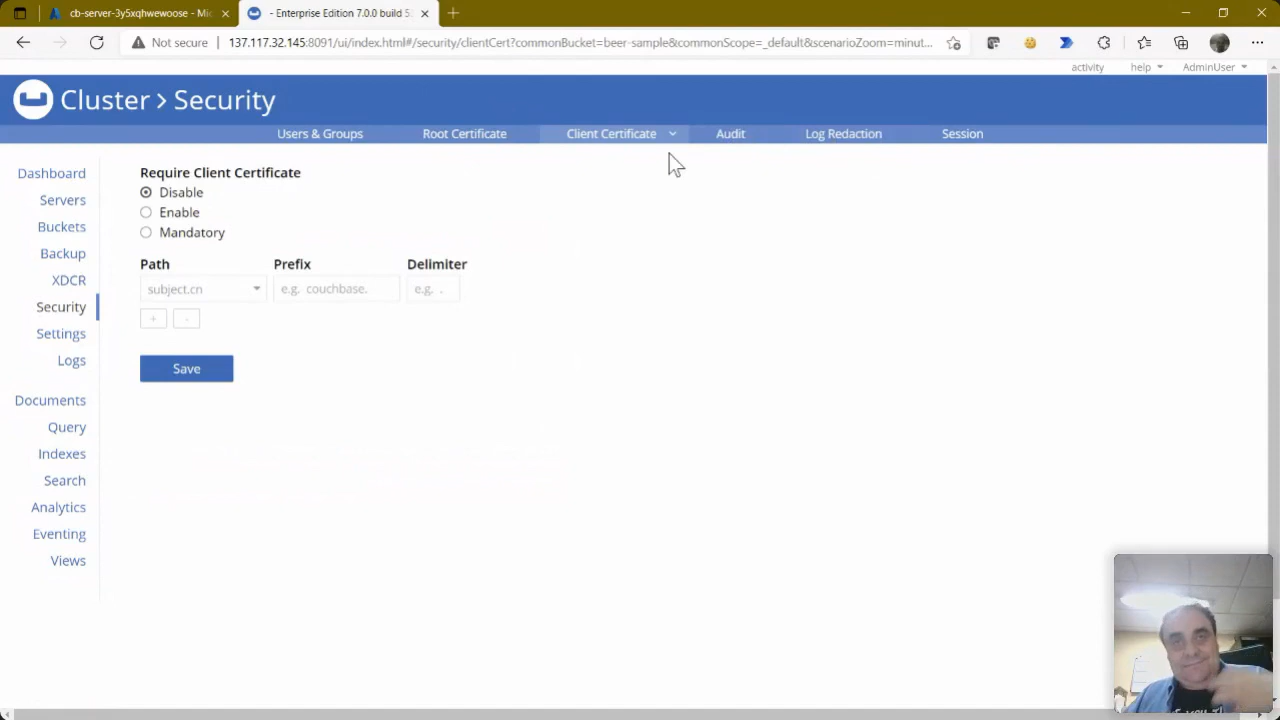 cb-server-3y5xqhwewoose - Mic
- Enterprise Edition 7.0.0 build 5
Not secure
137.117.32.145:8091/ui/index.html#/security/clientCert?commonBucket=beer-sample&commonScope=_default&scenarioZoom=minut...
activity
help
AdminUser
Cluster > Security
Users & Groups
Root Certificate
Client Certificate
Audit
Log Redaction
Session
Dashboard
Servers
Buckets
Backup
XDCR
Security
Settings
Logs
Documents
Query
Indexes
Search
Analytics
Eventing
Views
Require Client Certificate
Disable
Enable
Mandatory
Path
Prefix
Delimiter
subject.cn
e.g. couchbase.
e.g. .
+
-
Save